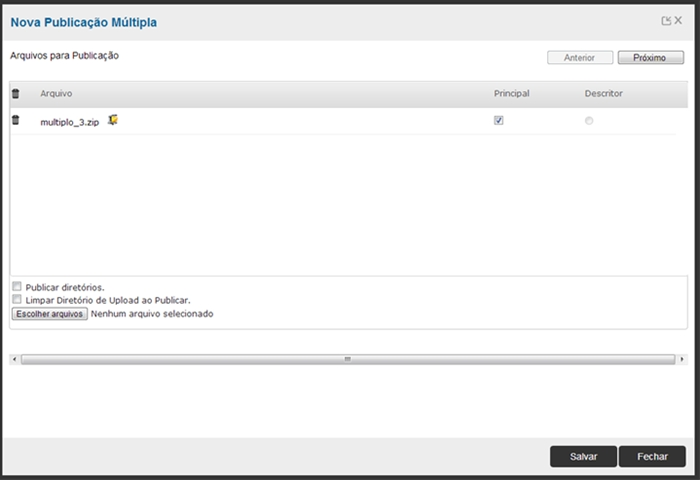 Nova Publicação Múltipla
Arquivos para Publicação
Anterior
Próximo
Arquivo
Principal
Descritor
multiplo_3.zip
Publicar diretórios.
Limpar Diretório de Upload ao Publicar.
Escolher arquivos Nenhum arquivo selecionado
Salvar
Fechar